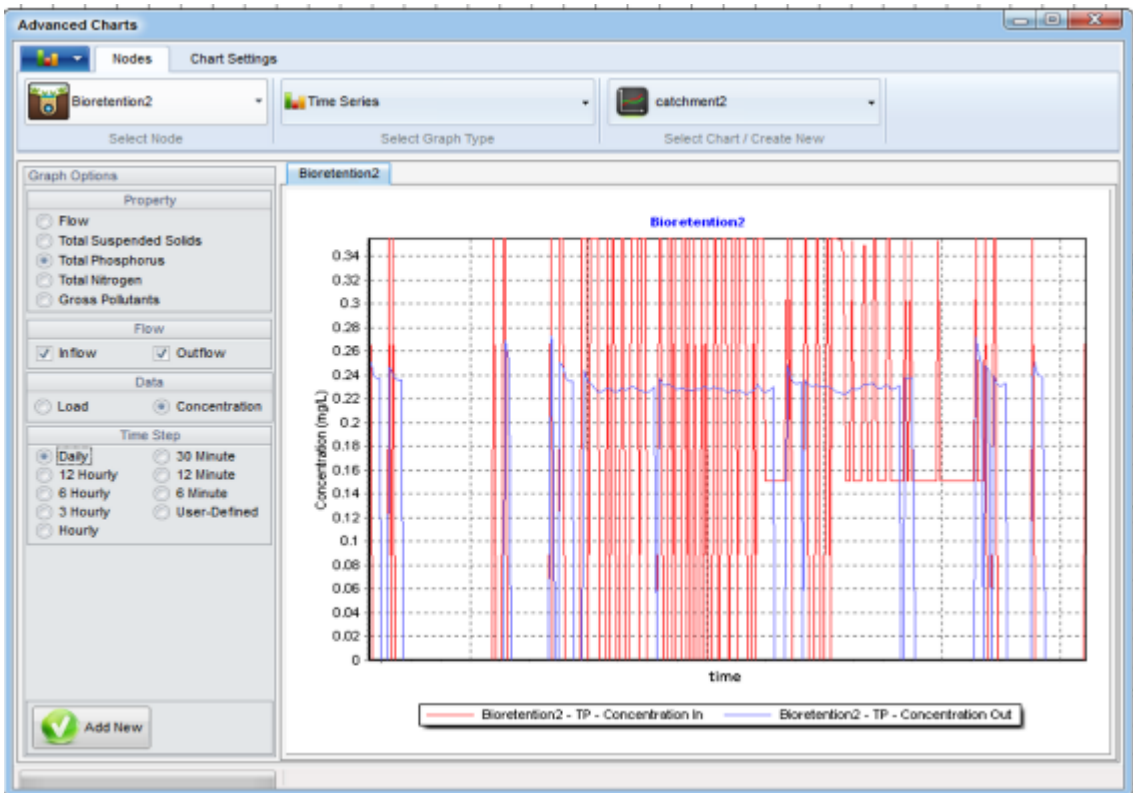 Advanced Charts
Nodes Chart Settings
Bioretention2 Time Series catchment2
Select Node Select Graph Type Select Chart / Create New
Graph Options
Property
Flow
Total Suspended Solids
Total Phosphorus
Total Nitrogen
Gross Pollutants
Flow
Inflow Outflow
Data
Load Concentration
Time Step
Daily 30 Minute
12 Hourly 12 Minute
6 Hourly 6 Minute
3 Hourly User-Defined
Hourly
Add New
Bioretention2
Bioretention2
Concentration (mg/L)
0.34
0.32
0.3
0.28
0.26
0.24
0.22
0.2
0.18
0.16
0.14
0.12
0.1
0.08
0.06
0.04
0.02
0
time
Bioretention2 - TP - Concentration In Bioretention2 - TP - Concentration Out